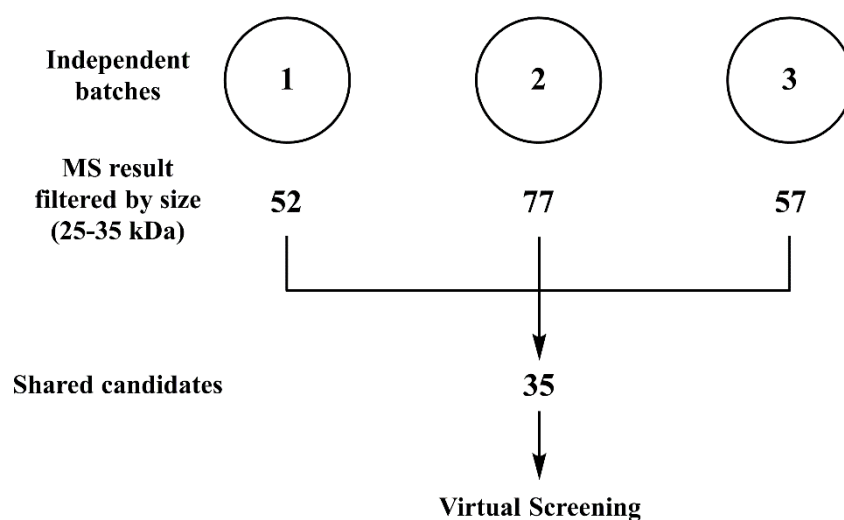 Independent
batches
1
2
3
MS result
filtered by size
(25-35 kDa)
52
77
57
Shared candidates
35
Virtual Screening